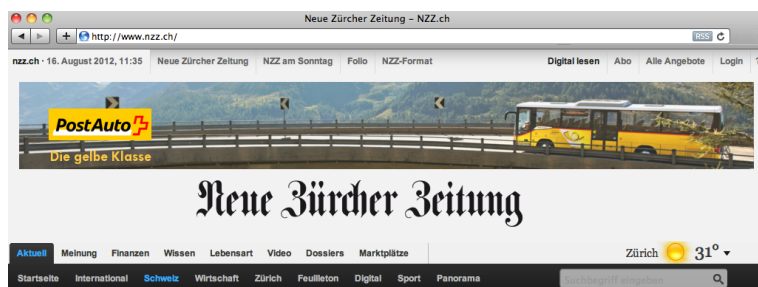 Neue Zürcher Zeitung – NZZ.ch
http://www.nzz.ch/ RSS
nzz.ch · 16. August 2012, 11:35 Neue Zürcher Zeitung NZZ am Sonntag Folio NZZ-Format Digital lesen Abo Alle Angebote Login
PostAuto
Die gelbe Klasse
Neue Zürcher Zeitung
Aktuell Meinung Finanzen Wissen Lebensart Video Dossiers Marktplätze Zürich 31°
Startseite International Schweiz Wirtschaft Zürich Feuilleton Digital Sport Panorama Suchbegriff eingeben